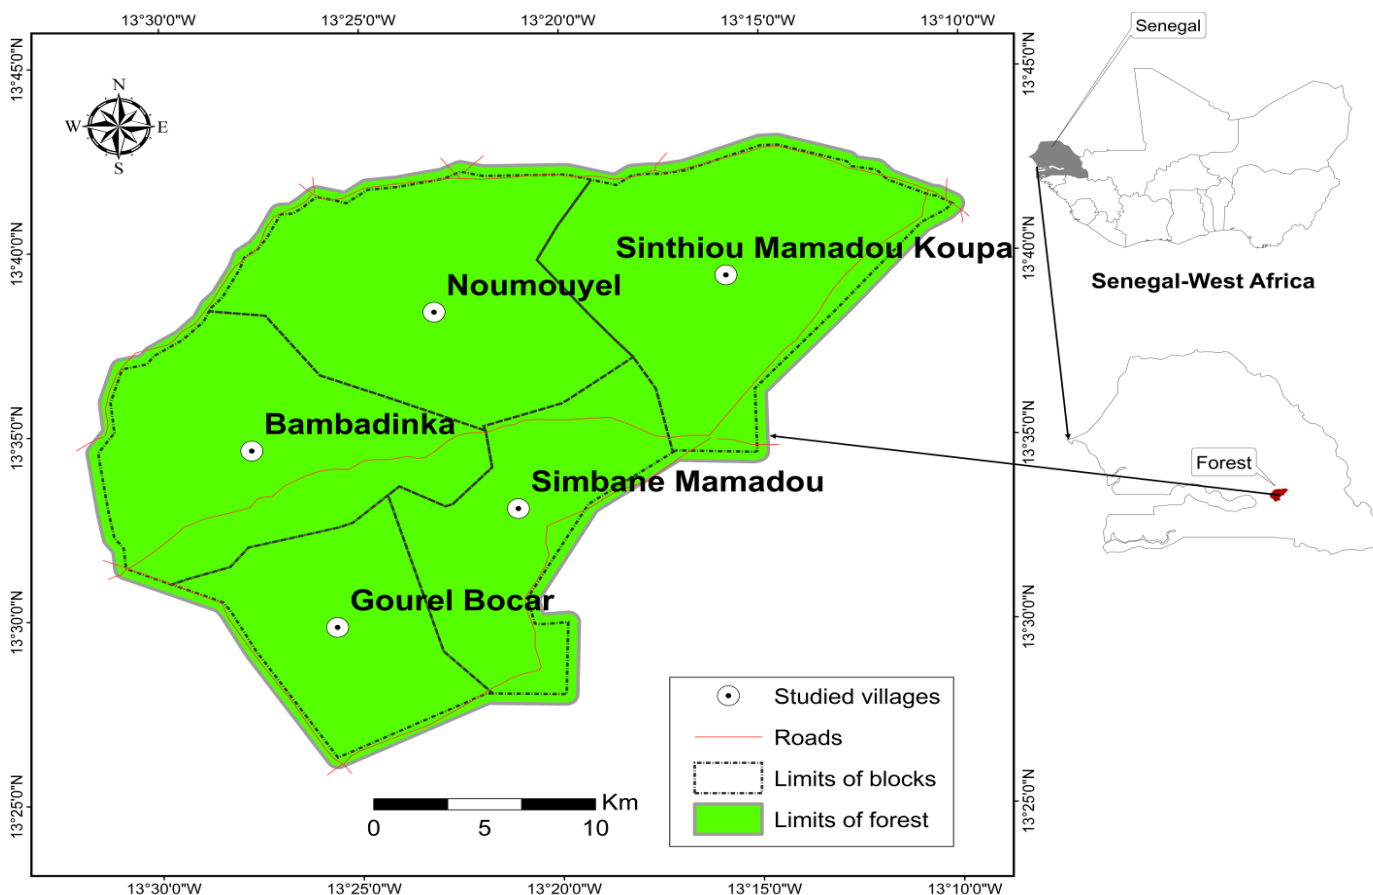 13°30'0"W
13°25'0"W
13°20'0"W
13°15'0"W
13°10'0"W
Senegal
13°45'0"N
13°45'0"N
N
W
E
S
13°40'0"N
13°40'0"N
Sinthiou Mamadou Koupa
Noumouyel
Senegal-West Africa
Bambadinka
13°35'0"N
13°35'0"N
Simbane Mamadou
Forest
Gourel Bocar
13°30'0"N
13°30'0"N
Studied villages
Roads
Limits of blocks
Limits of forest
Km
0
5
10
13°25'0"N
13°25'0"N
13°30'0"W
13°25'0"W
13°20'0"W
13°15'0"W
13°10'0"W